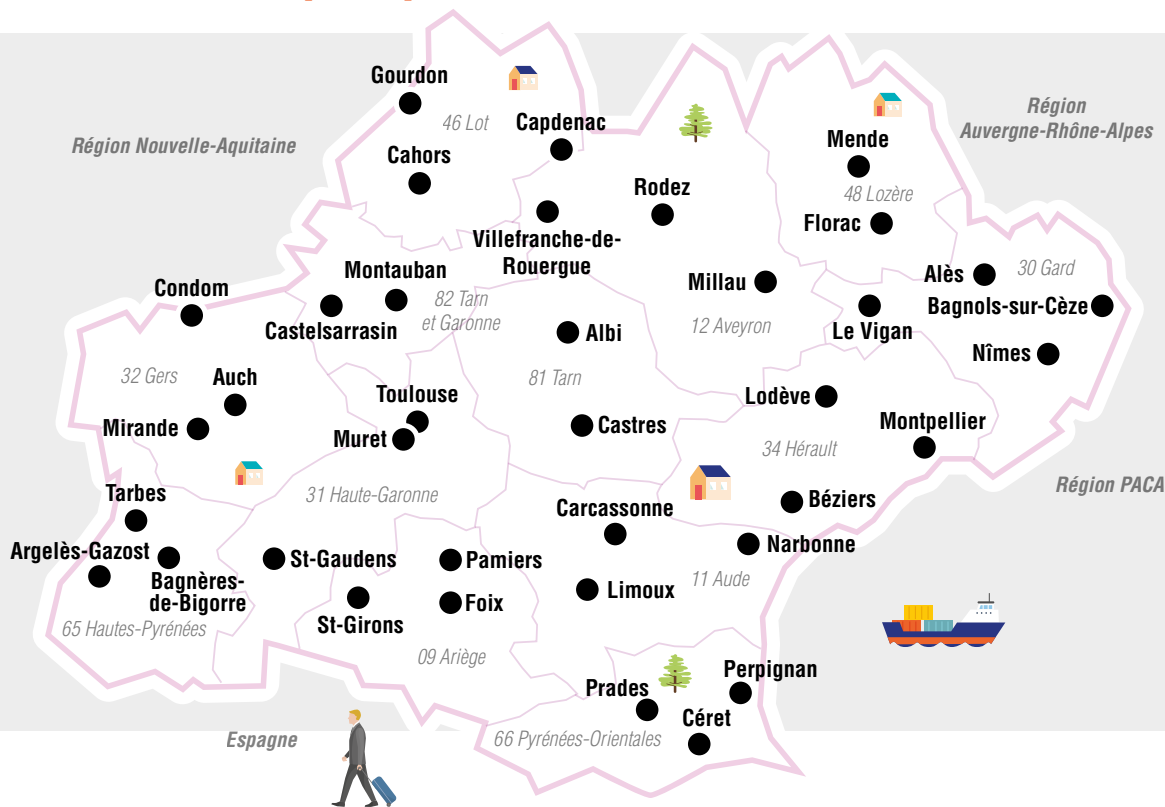 Gourdon
46 Lot
Capdenac
Région
Auvergne-Rhône-Alpes
Région Nouvelle-Aquitaine
Cahors
Mende
Rodez
48 Lozère
Florac
Villefranche-de-
Rouergue
Montauban
82 Tarn
et Garonne
Condom
Castelsarrasin
Millau
Alès
30 Gard
Bagnols-sur-Cèze
Le Vigan
12 Aveyron
Albi
Nîmes
32 Gers
Auch
81 Tarn
Toulouse
Lodève
Mirande
Muret
Castres
Montpellier
34 Hérault
31 Haute-Garonne
Région PACA
Tarbes
Carcassonne
Béziers
Argelès-Gazost
Bagnères-
de-Bigorre
St-Gaudens
Pamiers
Narbonne
11 Aude
Limoux
Foix
St-Girons
65 Hautes-Pyrénées
09 Ariège
Perpignan
Prades
Céret
Espagne
66 Pyrénées-Orientales